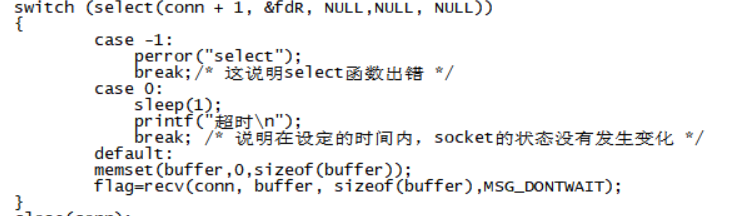 switch (select(conn + 1, &fdR, NULL,NULL, NULL))
{
case -1:
perror("select");
break;/* 这说明select函数出错 */
case 0:
sleep(1);
printf("超时\n");
break; /* 说明在设定的时间内，socket的状态没有发生变化 */
default:
memset(buffer,0,sizeof(buffer));
flag=recv(conn, buffer, sizeof(buffer),MSG_DONTWAIT);
}